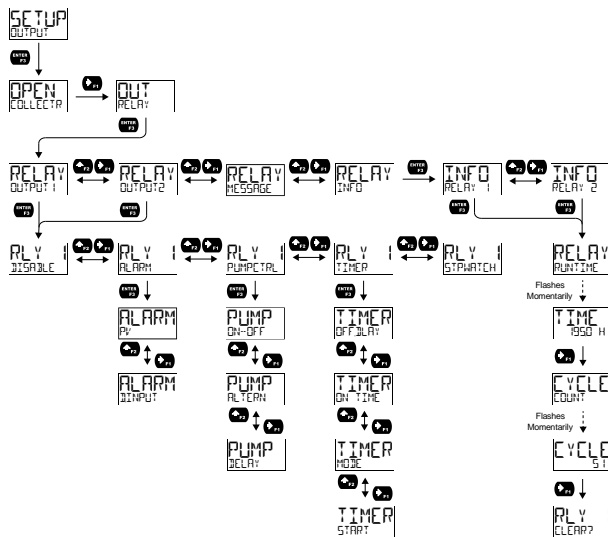 SETUP
OUTPUT
ENTER F3
OPEN
COLLECTR
F1
OUT
RELAY
ENTER F3
RELAY
OUTPUT1
F2 F1
RELAY
OUTPUT2
F2 F1
RELAY
MESSAGE
F2 F1
RELAY
INFO
ENTER F3
INFO
RELAY 1
F2 F1
INFO
RELAY 2
ENTER F3
ENTER F3
ENTER F3
ENTER F3
RLY 1
DISABLE
F2 F1
RLY 1
ALARM
F2 F1
RLY 1
PUMPCTRL
F2 F1
RLY 1
TIMER
F2 F1
RLY 1
STPWATCH
RELAY
RUNTIME
ENTER F3
ENTER F3
ENTER F3
Flashes
Momentarily
ALARM
PV
PUMP
ON-OFF
TIMER
OFF DLAY
TIME
1950 H
F2 F1
F2 F1
F2 F1
F1
ALARM
DINPUT
PUMP
ALTERN
TIMER
ON TIME
CYCLE
COUNT
F2 F1
F2 F1
Flashes
Momentarily
PUMP
DELAY
TIMER
MODE
CYCLE
F2 F1
F1
TIMER
START
RLY
CLEAR?